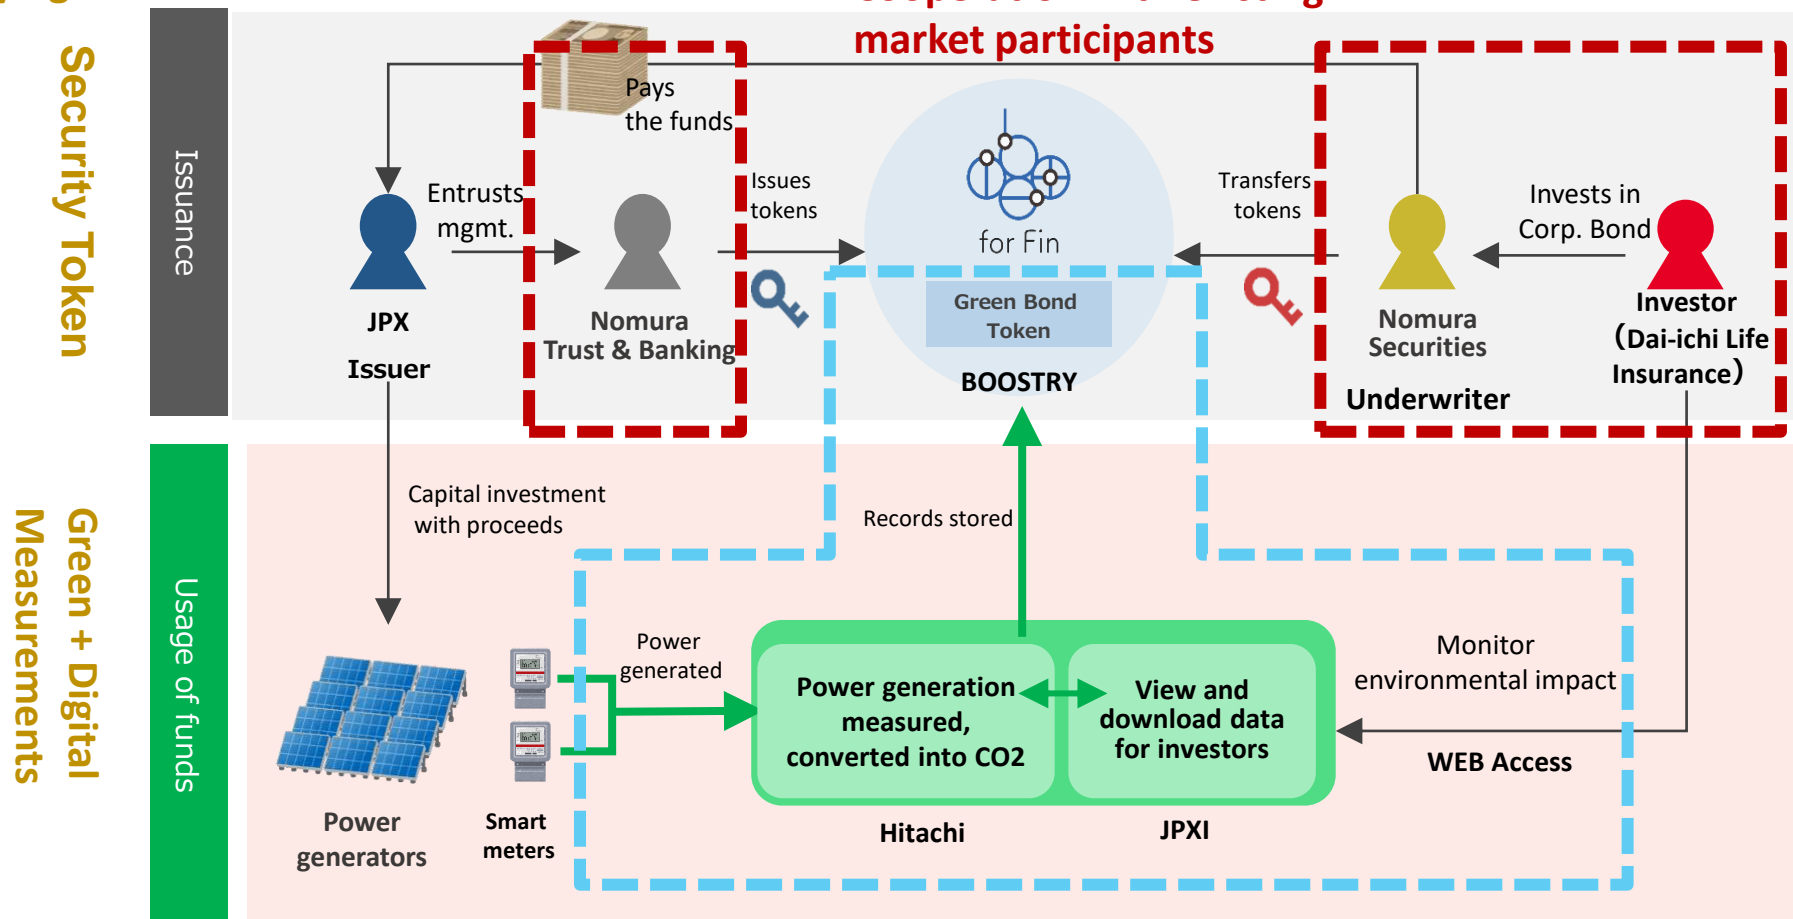 market participants
Security Token
Issuance
Pays
the funds
Entrusts
mgmt.
Issues
tokens
for Fin
Transfers
tokens
Invests in
Corp. Bond
Green Bond
Token
JPX
Issuer
Nomura
Trust & Banking
BOOSTRY
Nomura
Securities
Underwriter
Investor
（Dai-ichi Life
Insurance）
Green + Digital
Measurements
Usage of funds
Capital investment
with proceeds
Records stored
Power
generated
Power generation
measured,
converted into CO2
View and
download data
for investors
Monitor
environmental impact
WEB Access
Power
generators
Smart
meters
Hitachi
JPXI